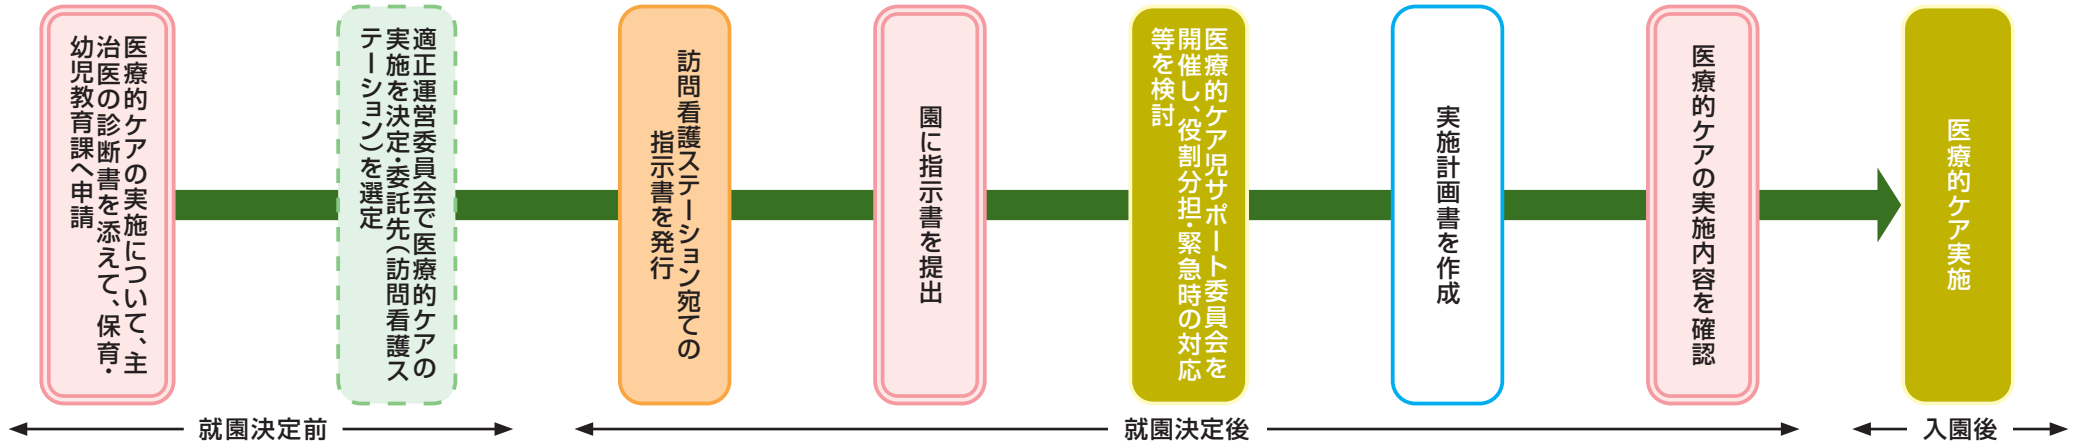 医療的ケアの実施について、主
治医の診断書を添えて、保育・
幼児教育課へ申請
適正運営委員会で医療的ケアの
実施を決定・委託先（訪問看護ス
テーション）を選定
訪問看護ステーション宛ての
指示書を発行
園に指示書を提出
医療的ケア児サポート委員会を
開催し、役割分担・緊急時の対応
等を検討
実施計画書を作成
医療的ケアの実施内容を確認
医療的ケア実施
就園決定前
就園決定後
入園後